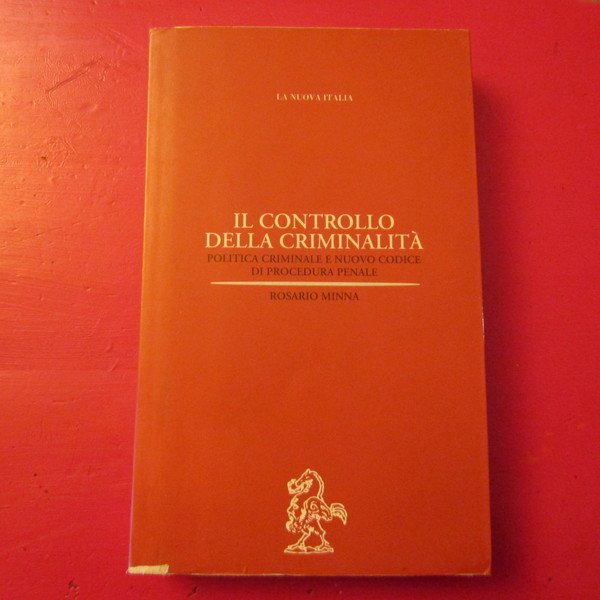 LA NUOVA ITALIA
IL CONTROLLO
DELLA CRIMINALITÀ
POLITICA CRIMINALE E NUOVO CODICE
DI PROCEDURA PENALE
ROSARIO MINNA